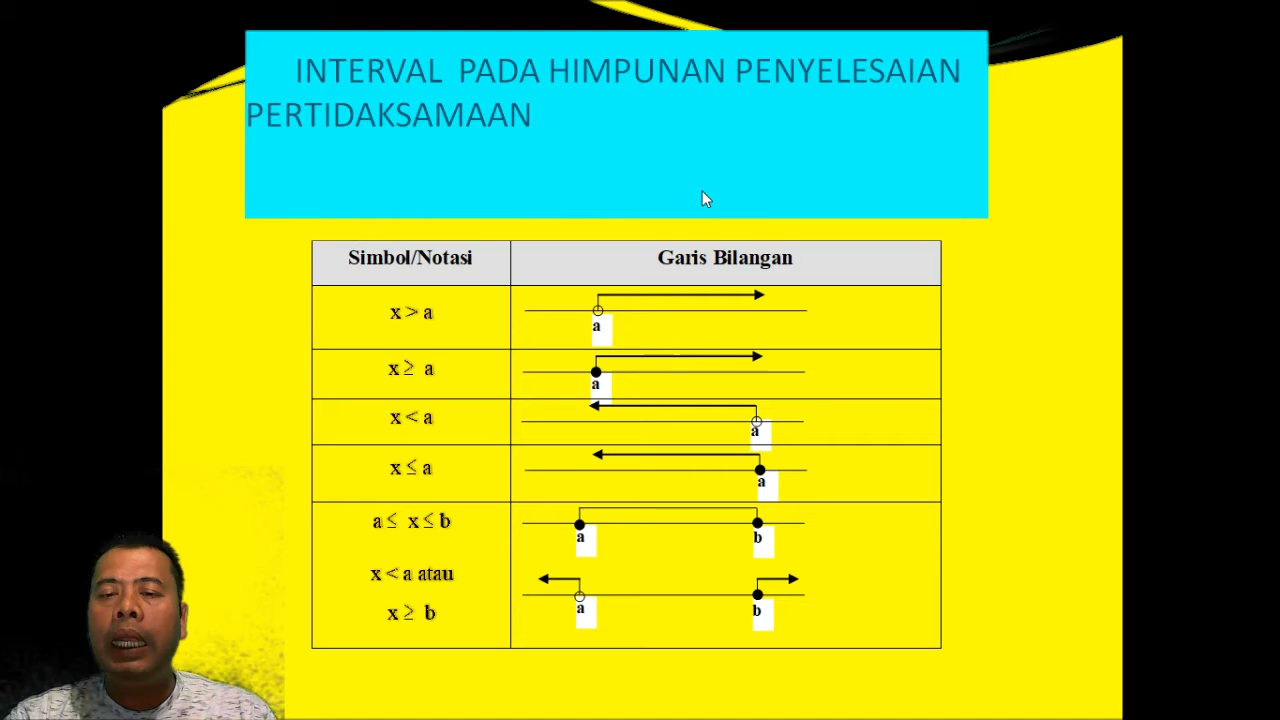 INTERVAL PADA HIMPUNAN PENYELESAIAN
PERTIDAKSAMAAN
Simbol/Notasi
Garis Bilangan
x > a
a
x ≥ a
a
x < a
a
x ≤ a
a
a ≤ x ≤ b
a b
x < a atau
x ≥ b
a b